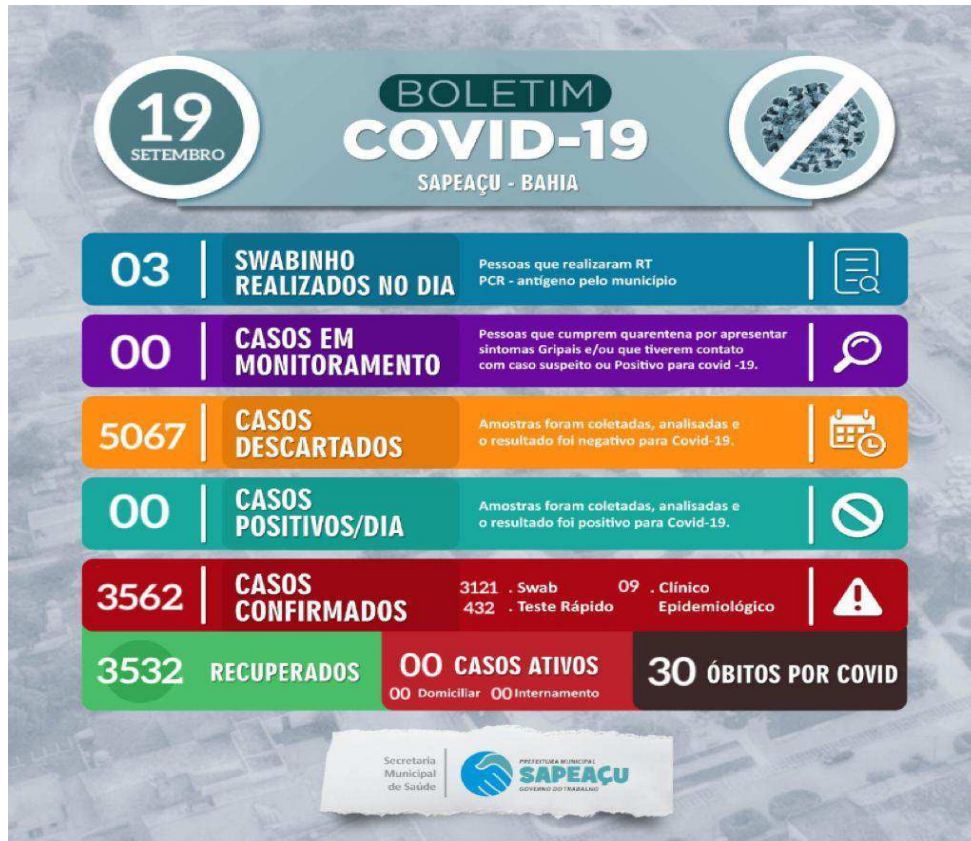 19
SETEMBRO
BOLETIM
COVID-19
SAPEAÇU - BAHIA
03
SWABINHO
REALIZADOS NO DIA
Pessoas que realizaram RT
PCR - antígeno pelo município
00
CASOS EM
MONITORAMENTO
Pessoas que cumprem quarentena por apresentar
sintomas Gripais e/ou que tiverem contato
com caso suspeito ou Positivo para covid -19.
5067
CASOS
DESCARTADOS
Amostras foram coletadas, analisadas e
o resultado foi negativo para Covid-19.
00
CASOS
POSITIVOS/DIA
Amostras foram coletadas, analisadas e
o resultado foi positivo para Covid-19.
3562
CASOS
CONFIRMADOS
3121 . Swab
432 . Teste Rápido
09 . Clínico
Epidemiológico
3532 RECUPERADOS
00 CASOS ATIVOS
00 Domiciliar 00 Internamento
30 ÓBITOS POR COVID
Secretaria
Municipal
de Saúde
PREFEITURA MUNICIPAL
SAPEAÇU
GOVERNO DO TRABALHO